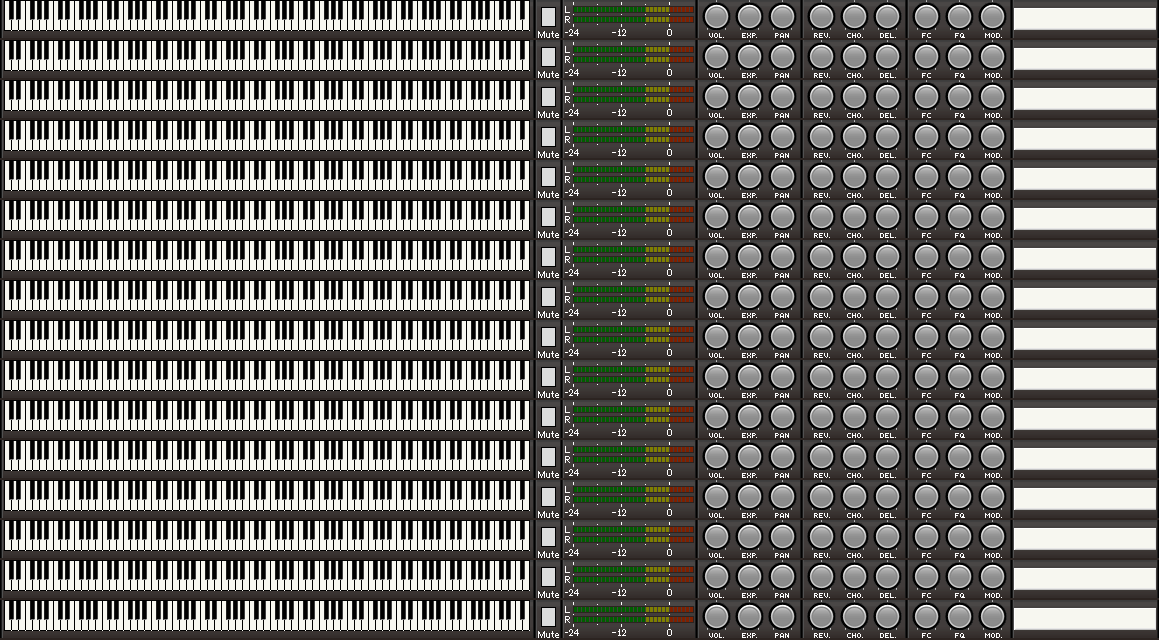 L
R
Mute -24 -12 0 VOL. EXP. PAN REV. CHO. DEL. FC FQ MOD.
L
R
Mute -24 -12 0 VOL. EXP. PAN REV. CHO. DEL. FC FQ MOD.
L
R
Mute -24 -12 0 VOL. EXP. PAN REV. CHO. DEL. FC FQ MOD.
L
R
Mute -24 -12 0 VOL. EXP. PAN REV. CHO. DEL. FC FQ MOD.
L
R
Mute -24 -12 0 VOL. EXP. PAN REV. CHO. DEL. FC FQ MOD.
L
R
Mute -24 -12 0 VOL. EXP. PAN REV. CHO. DEL. FC FQ MOD.
L
R
Mute -24 -12 0 VOL. EXP. PAN REV. CHO. DEL. FC FQ MOD.
L
R
Mute -24 -12 0 VOL. EXP. PAN REV. CHO. DEL. FC FQ MOD.
L
R
Mute -24 -12 0 VOL. EXP. PAN REV. CHO. DEL. FC FQ MOD.
L
R
Mute -24 -12 0 VOL. EXP. PAN REV. CHO. DEL. FC FQ MOD.
L
R
Mute -24 -12 0 VOL. EXP. PAN REV. CHO. DEL. FC FQ MOD.
L
R
Mute -24 -12 0 VOL. EXP. PAN REV. CHO. DEL. FC FQ MOD.
L
R
Mute -24 -12 0 VOL. EXP. PAN REV. CHO. DEL. FC FQ MOD.
L
R
Mute -24 -12 0 VOL. EXP. PAN REV. CHO. DEL. FC FQ MOD.
L
R
Mute -24 -12 0 VOL. EXP. PAN REV. CHO. DEL. FC FQ MOD.
L
R
Mute -24 -12 0 VOL. EXP. PAN REV. CHO. DEL. FC FQ MOD.